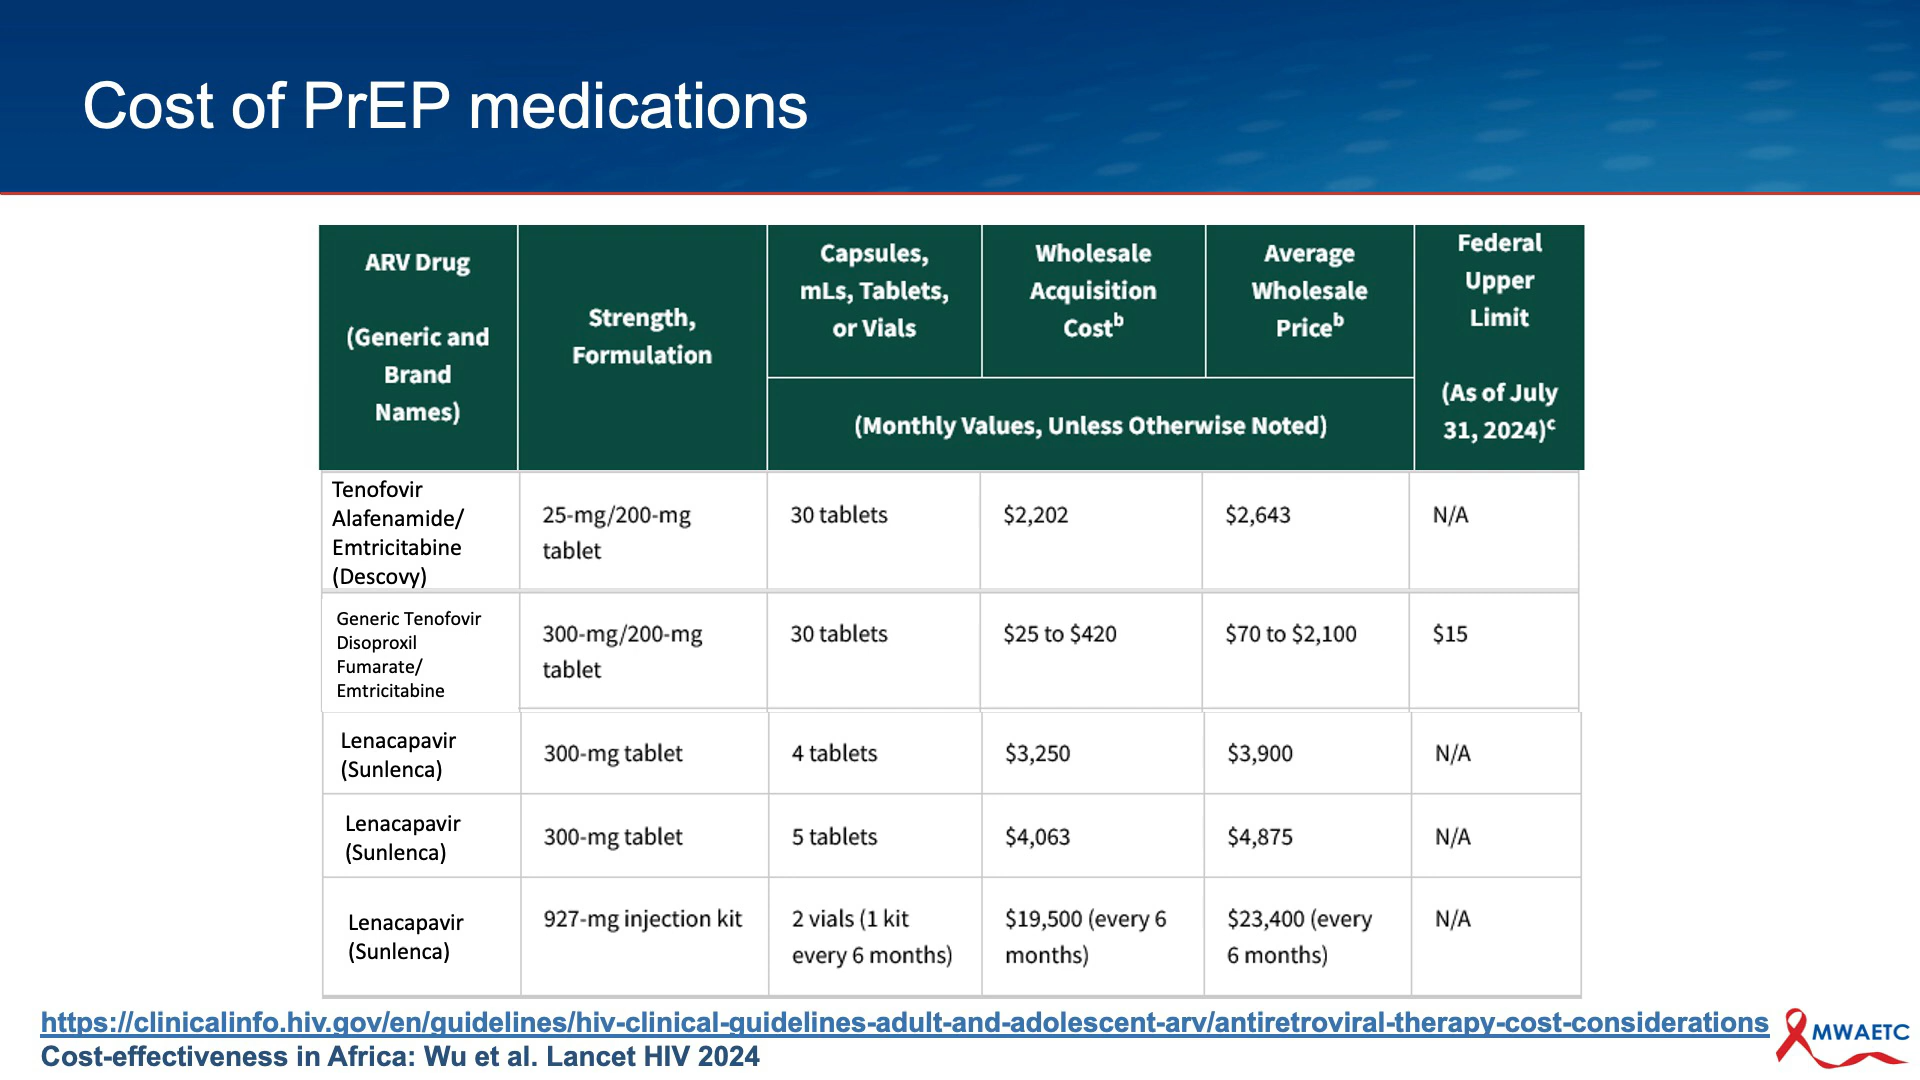 Cost of PrEP medications
ARV Drug
(Generic and
Brand
Names)
Strength,
Formulation
Capsules,
mLs, Tablets,
or Vials
Wholesale
Acquisition
Costᵇ
Average
Wholesale
Priceᵇ
(Monthly Values, Unless Otherwise Noted)
Federal
Upper
Limit
(As of July
31, 2024)ᶜ
Tenofovir
Alafenamide/
Emtricitabine
(Descovy)
25-mg/200-mg
tablet
30 tablets
$2,202
$2,643
N/A
Generic Tenofovir
Disoproxil
Fumarate/
Emtricitabine
300-mg/200-mg
tablet
30 tablets
$25 to $420
$70 to $2,100
$15
Lenacapavir
(Sunlenca)
300-mg tablet
4 tablets
$3,250
$3,900
N/A
Lenacapavir
(Sunlenca)
300-mg tablet
5 tablets
$4,063
$4,875
N/A
Lenacapavir
(Sunlenca)
927-mg injection kit
2 vials (1 kit
every 6 months)
$19,500 (every 6
months)
$23,400 (every
6 months)
N/A
https://clinicalinfo.hiv.gov/en/guidelines/hiv-clinical-guidelines-adult-and-adolescent-arv/antiretroviral-therapy-cost-considerations
Cost-effectiveness in Africa: Wu et al. Lancet HIV 2024
MWAETC